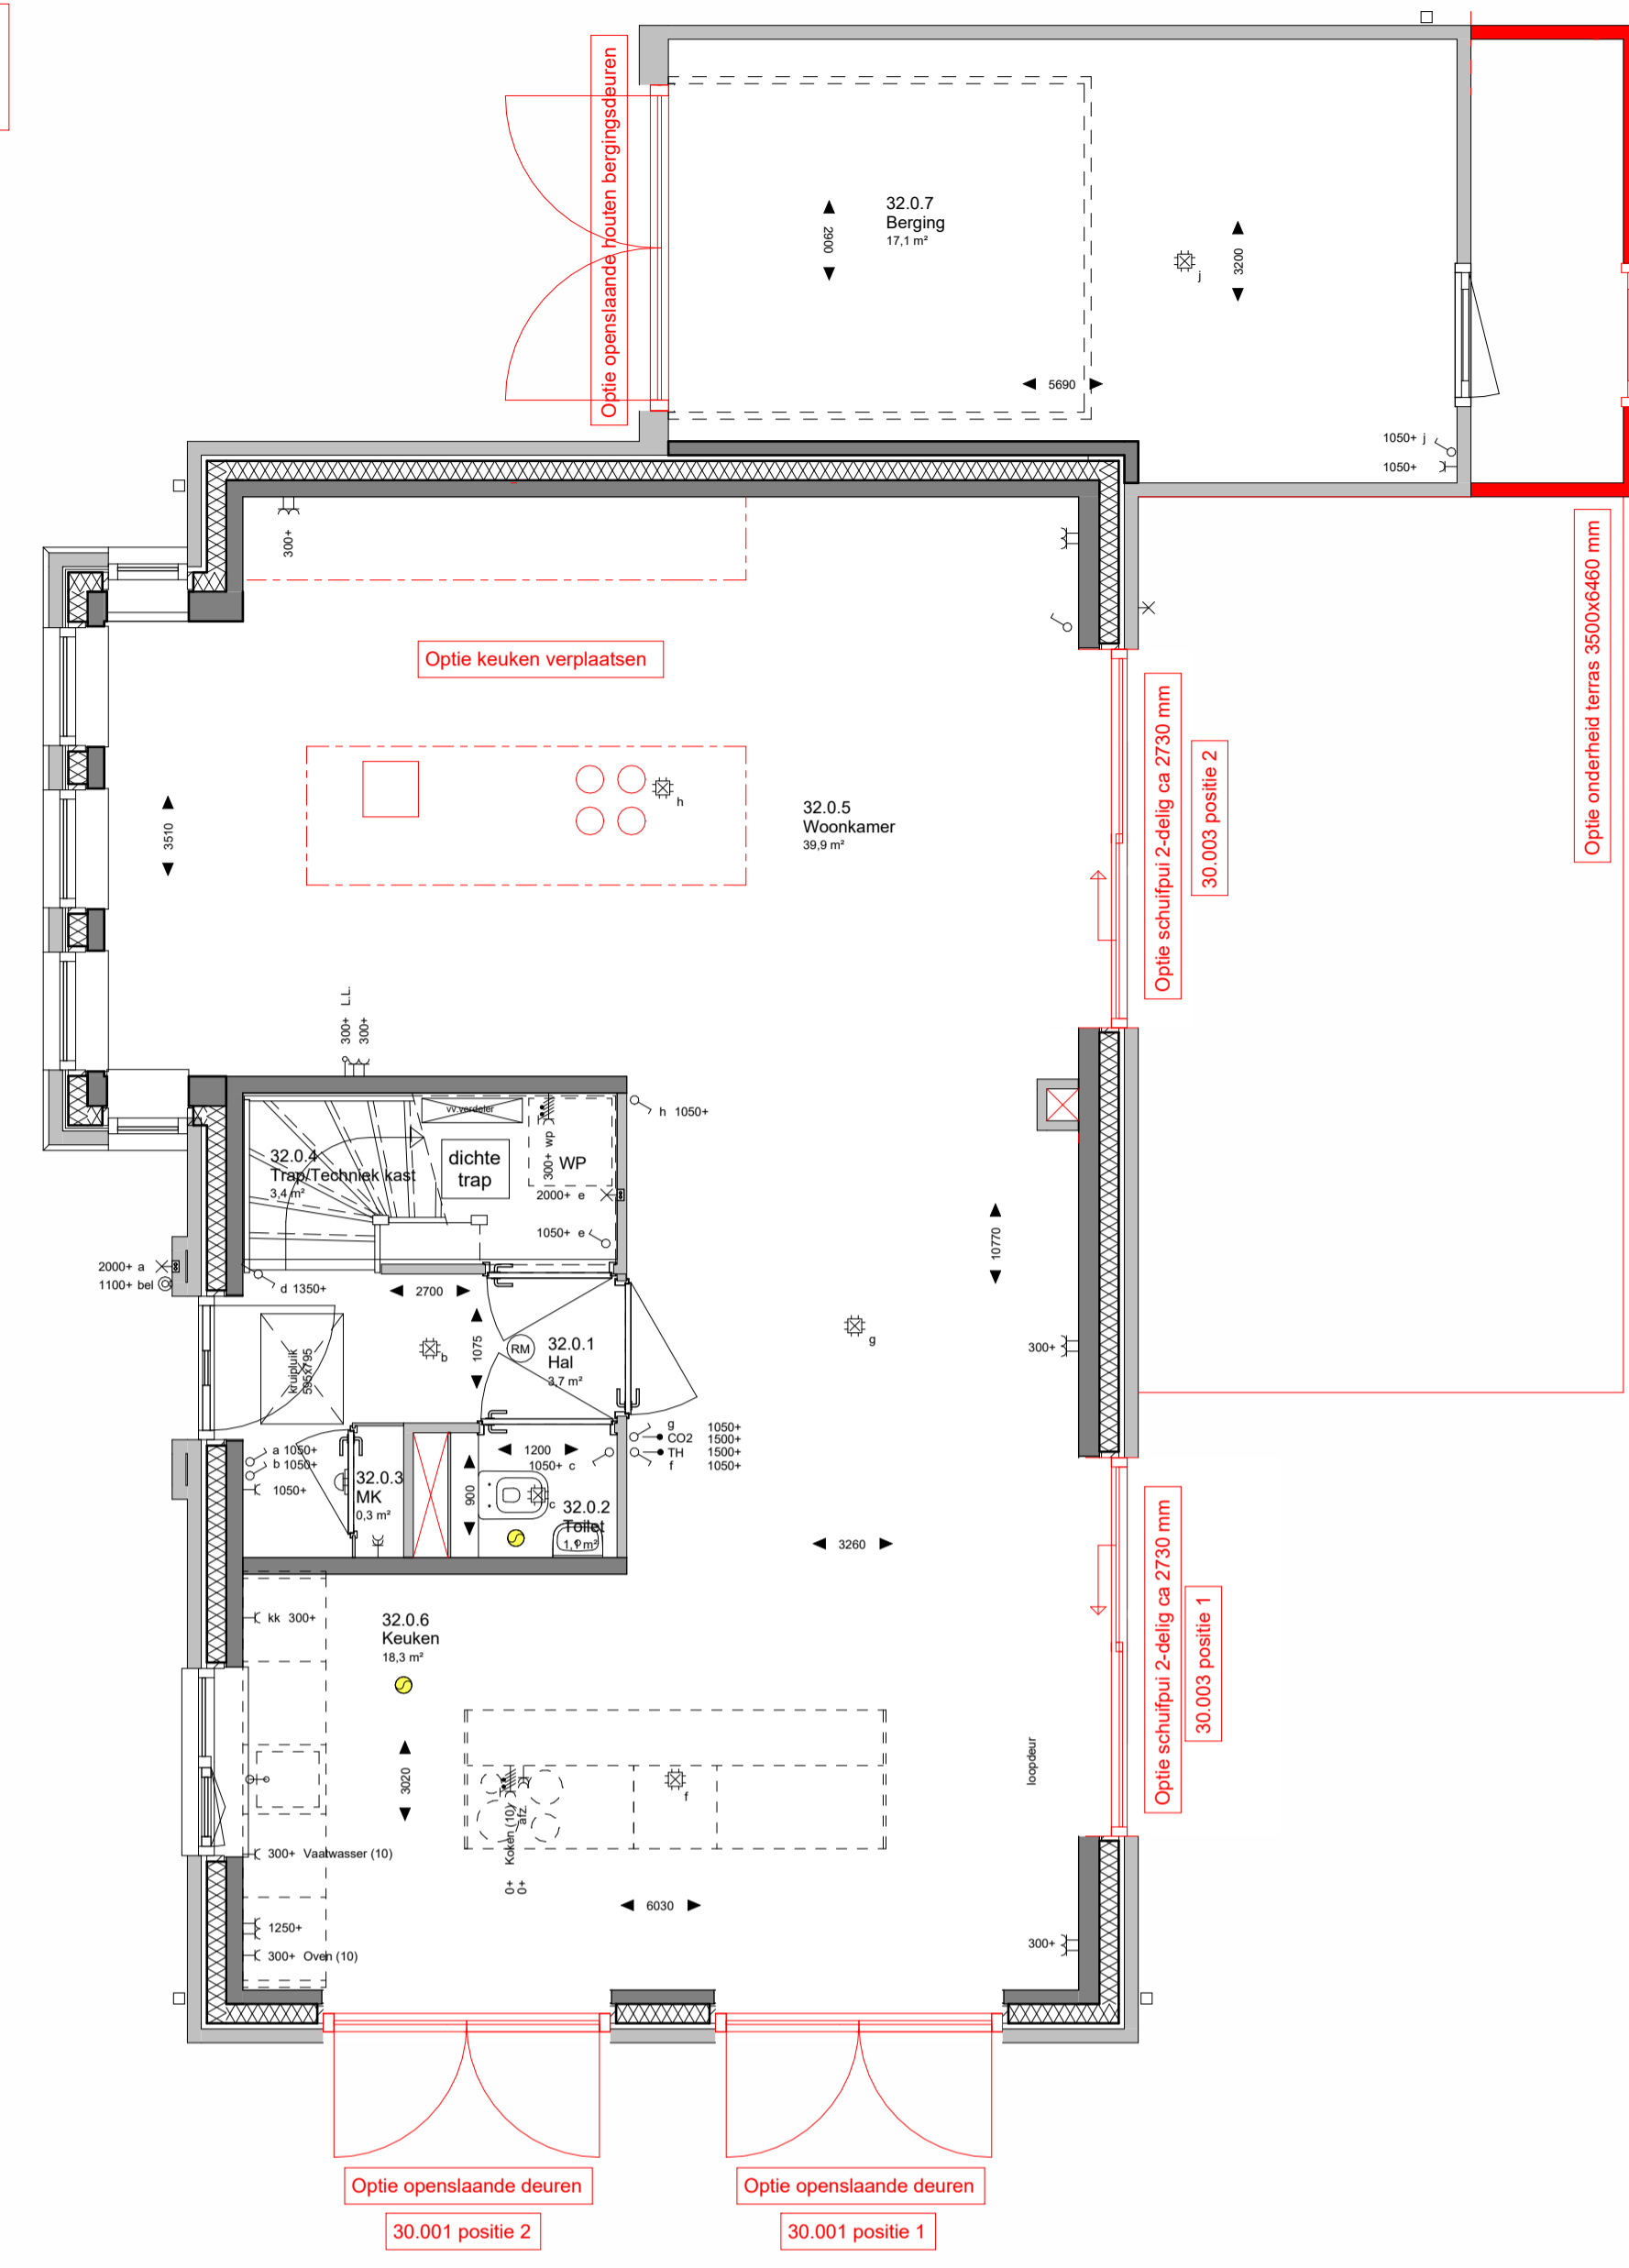 Optie openslaande houten bergingsdeuren
32.0.7
Berging
17,1 m²
2900
3200
j
5690
1050+ j
1050+
300+
Optie keuken verplaatsen
Optie onderheid terras 3500x6460 mm
Optie schuifpui 2-delig ca 2730 mm
30.003 positie 2
h
32.0.5
Woonkamer
39,9 m²
3510
300+ L.L.
300+
vv.verdeler
h 1050+
32.0.4
Trap/Techniek kast
3,4 m²
dichte
trap
300+ wp
WP
2000+ e
1050+ e
10770
2000+ a
1100+ bel
d 1350+
2700
1075
b
RM
32.0.1
Hal
3,7 m²
g
300+
kruipluik
595x795
g 1050+
CO2 1500+
TH 1500+
f 1050+
a 1050+
b 1050+
1050+
32.0.3
MK
0,3 m²
1200
1050+ c
900
c
32.0.2
Toilet
1,1 m²
3260
Optie schuifpui 2-delig ca 2730 mm
30.003 positie 1
kk 300+
32.0.6
Keuken
18,3 m²
3020
f
loopdeur
0+ Koken (10)
0+ afz.
300+ Vaatwasser (10)
6030
1250+
300+ Oven (10)
300+
Optie openslaande deuren
30.001 positie 2
Optie openslaande deuren
30.001 positie 1